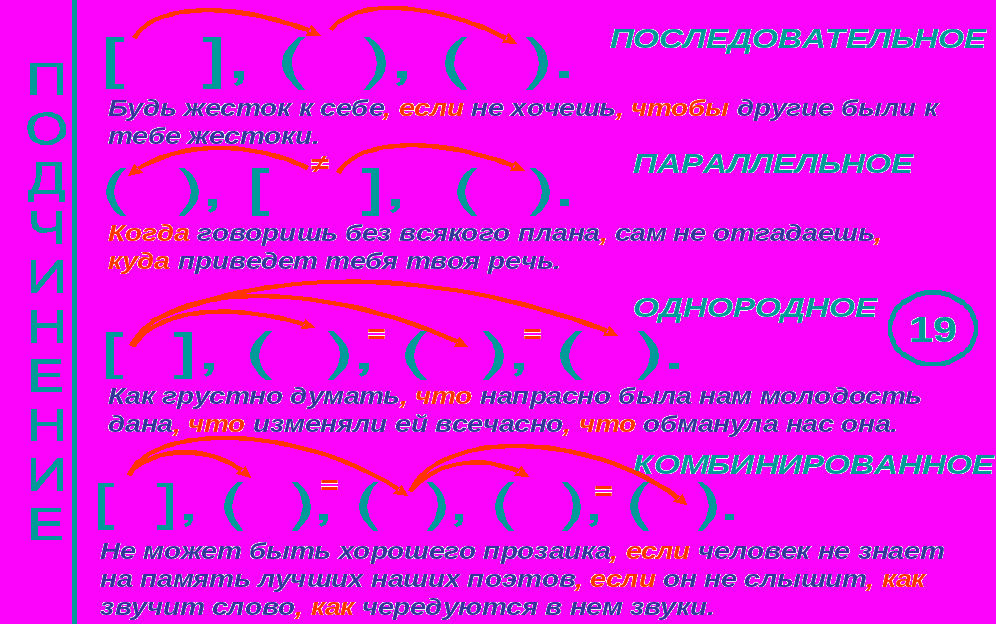 ПОДЧИНЕНИЕ
[ ], ( ), ( ).
ПОСЛЕДОВАТЕЛЬНОЕ
Будь жесток к себе, если не хочешь, чтобы другие были к
тебе жестоки.
≠
( ), [ ], ( ).
ПАРАЛЛЕЛЬНОЕ
Когда говоришь без всякого плана, сам не отгадаешь,
куда приведет тебя твоя речь.
ОДНОРОДНОЕ
19
[ ], ( ), = ( ), = ( ).
Как грустно думать, что напрасно была нам молодость
дана, что изменяли ей всечасно, что обманула нас она.
КОМБИНИРОВАННОЕ
[ ], ( ), = ( ), ( ), = ( ).
Не может быть хорошего прозаика, если человек не знает
на память лучших наших поэтов, если он не слышит, как
звучит слово, как чередуются в нем звуки.